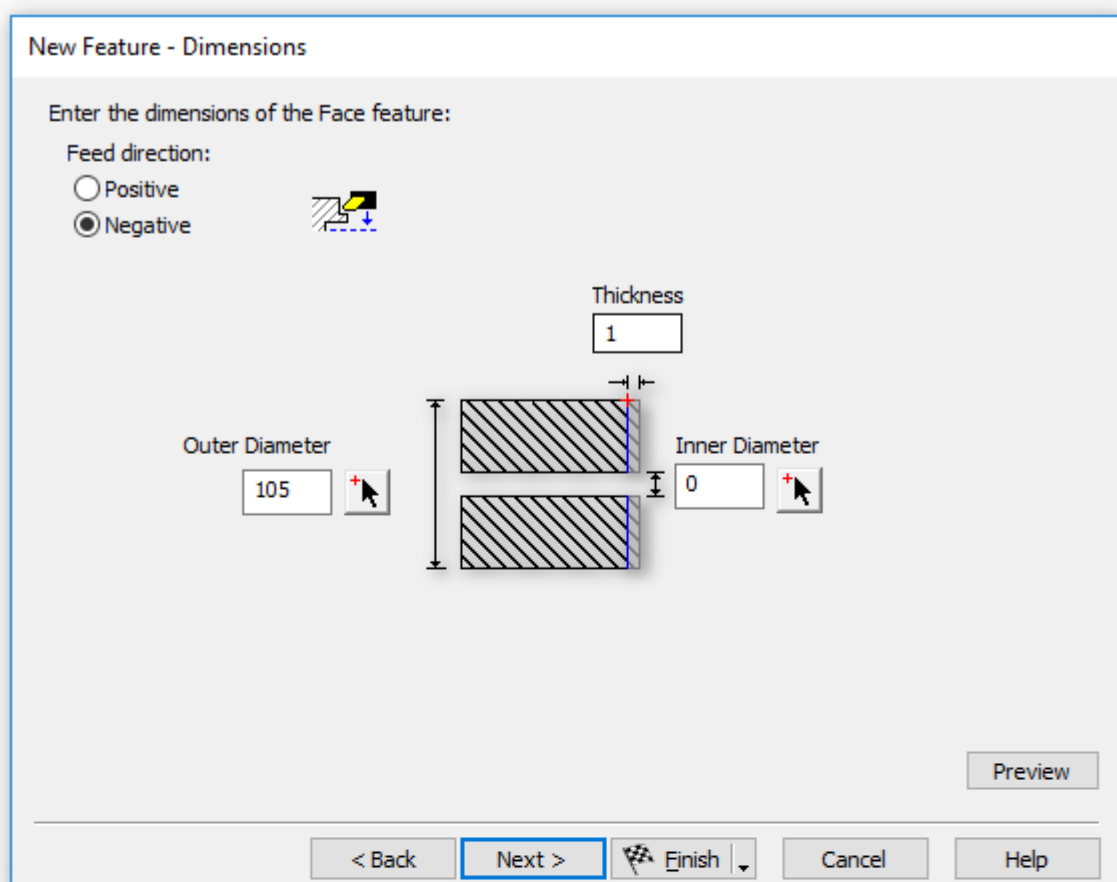 New Feature - Dimensions
Enter the dimensions of the Face feature:
Feed direction:
Positive
Negative
Thickness
1
Outer Diameter
105
Inner Diameter
0
Preview
< Back
Next >
Finish
Cancel
Help